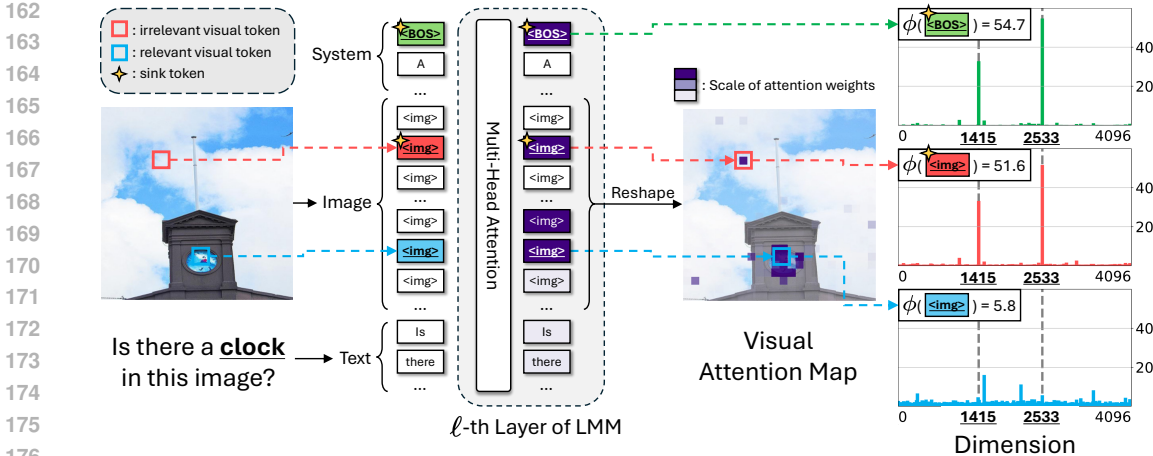 162
163
164
165
166
167
168
169
170
171
172
173
174
175
176
: irrelevant visual token
: relevant visual token
: sink token
System
Image
Text
Is there a clock
in this image?
<BOS>
A
...
<img>
<img>
<img>
...
<img>
<img>
<img>
...
Is
there
...
Multi-Head Attention
<BOS>
A
...
<img>
<img>
<img>
...
<img>
<img>
<img>
...
Is
there
...
ℓ-th Layer of LMM
Reshape
: Scale of attention weights
Visual
Attention Map
ϕ( <BOS> ) = 54.7
40
20
0 1415 2533 4096
ϕ( <img> ) = 51.6
40
20
0 1415 2533 4096
ϕ( <img> ) = 5.8
40
20
0 1415 2533 4096
Dimension